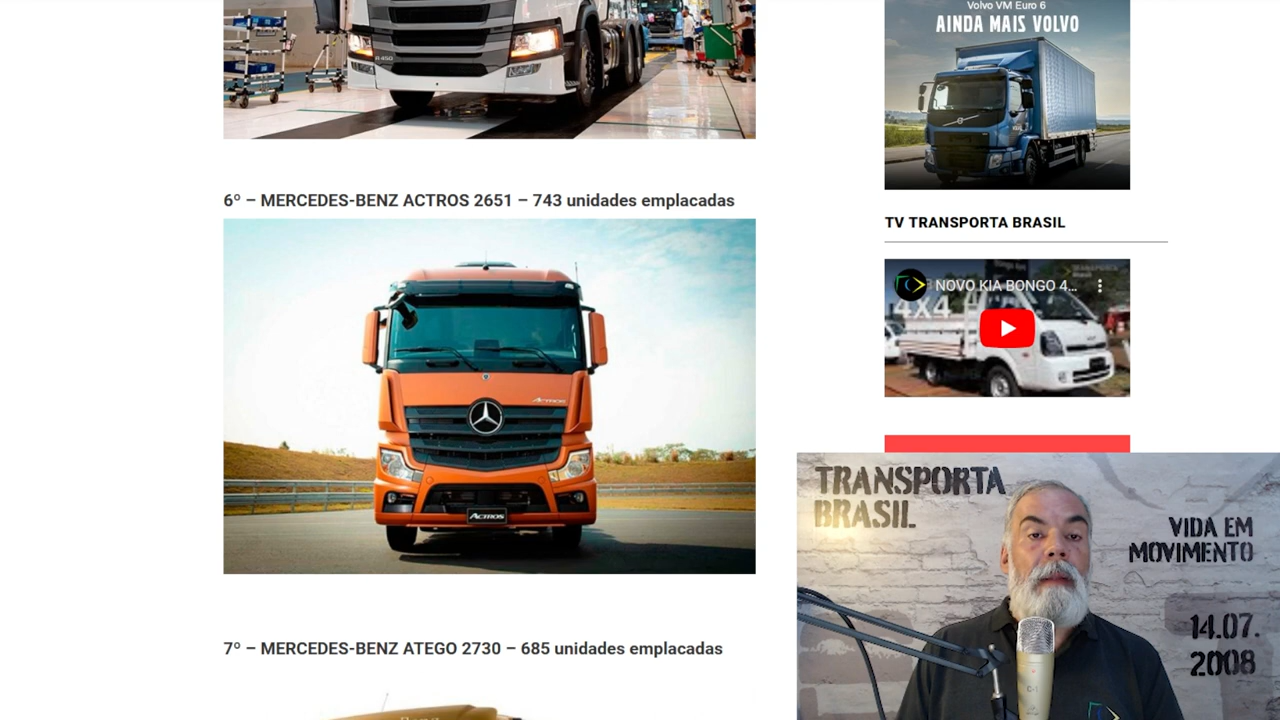 R 450
6º – MERCEDES-BENZ ACTROS 2651 – 743 unidades emplacadas
Actros
ACTROS
7º – MERCEDES-BENZ ATEGO 2730 – 685 unidades emplacadas
Volvo VM Euro 6
AINDA MAIS VOLVO
TV TRANSPORTA BRASIL
NOVO KIA BONGO 4...
4X4
TRANSPORTA
BRASIL
VIDA EM
MOVIMENTO
14.07.
2008
C-1